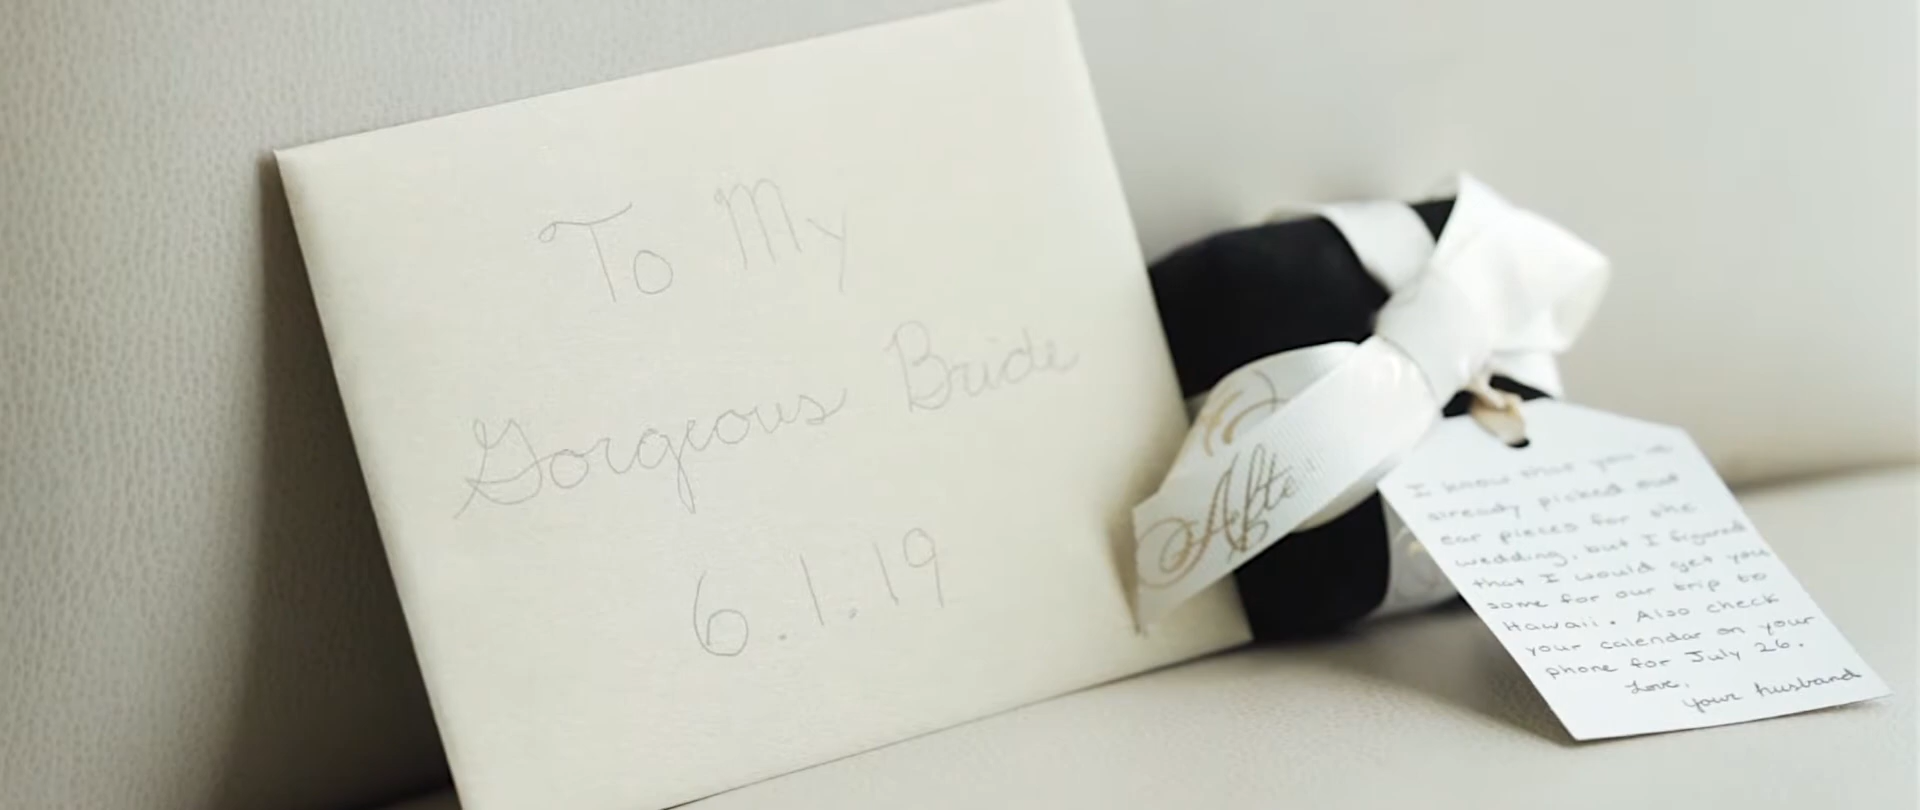 To My
Gorgeous Bride
6.1.19
After
I know that you've
already picked out
ear pieces for the
wedding, but I figured
that I would get you
some for our trip to
Hawaii. Also check
your calendar on your
phone for July 26.
Love,
your husband